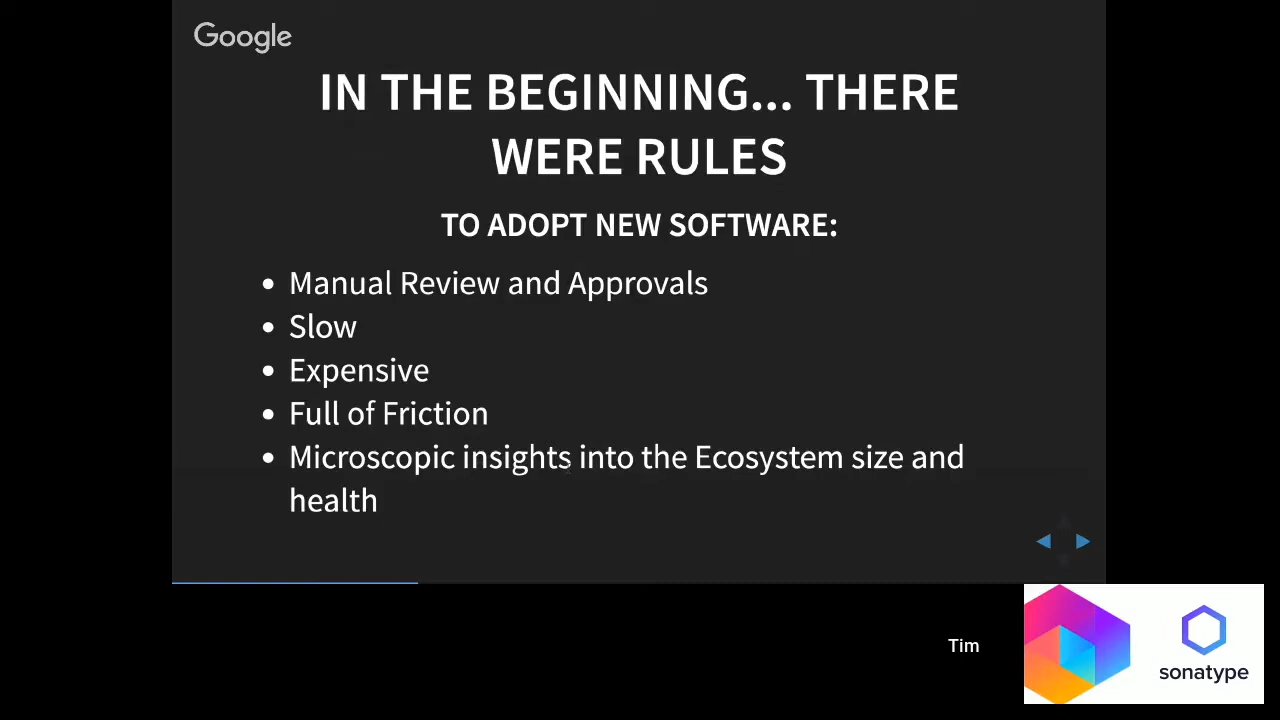 Google
IN THE BEGINNING... THERE
WERE RULES
TO ADOPT NEW SOFTWARE:
• Manual Review and Approvals
• Slow
• Expensive
• Full of Friction
• Microscopic insights into the Ecosystem size and
health
Tim
sonatype